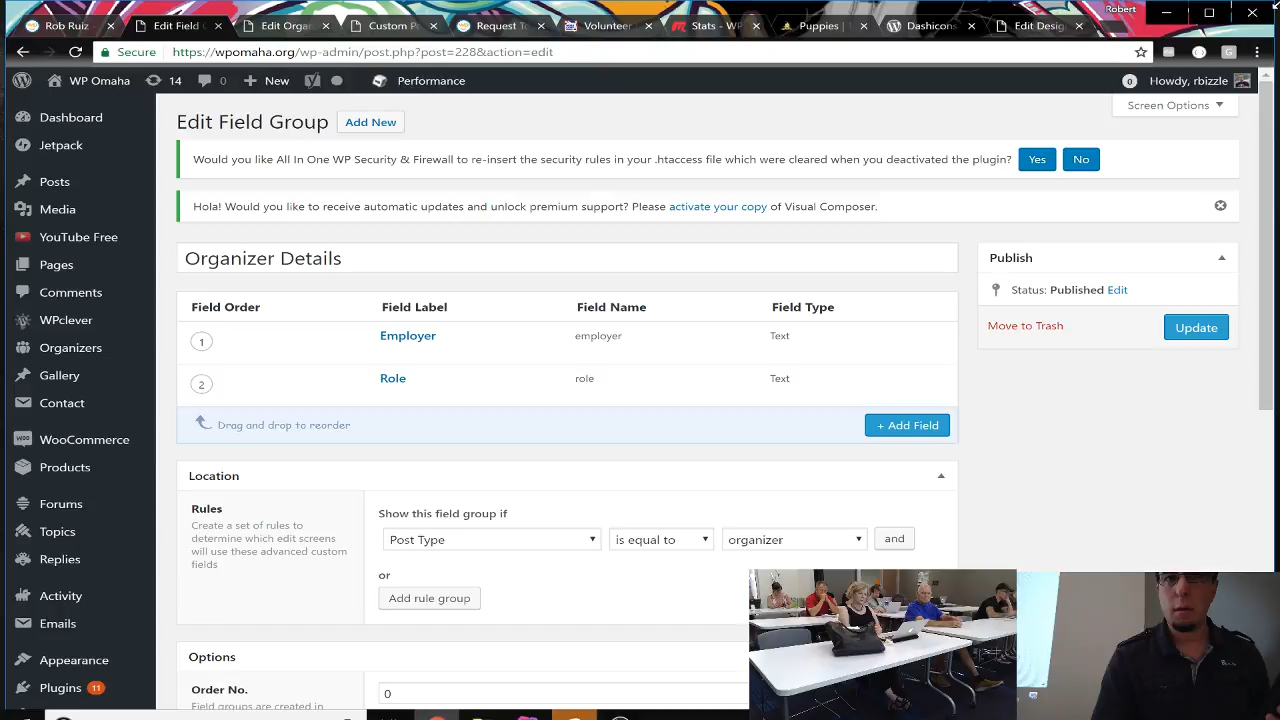 Robert
Rob Ruiz
Edit Field
Edit Organ
Custom P
Request To
Volunteer
Stats - WP
Puppies |
Dashicons
Edit Desig
Secure https://wpomaha.org/wp-admin/post.php?post=228&action=edit
WP Omaha 14 0 New Performance 0 Howdy, rbizzle
Screen Options
Edit Field Group Add New
Would you like All In One WP Security & Firewall to re-insert the security rules in your .htaccess file which were cleared when you deactivated the plugin? Yes No
Hola! Would you like to receive automatic updates and unlock premium support? Please activate your copy of Visual Composer.
Dashboard
Jetpack
Posts
Media
YouTube Free
Pages
Comments
WPclever
Organizers
Gallery
Contact
WooCommerce
Products
Forums
Topics
Replies
Activity
Emails
Appearance
Plugins 11
Organizer Details
Field Order Field Label Field Name Field Type
1 Employer employer Text
2 Role role Text
Drag and drop to reorder + Add Field
Publish
Status: Published Edit
Move to Trash Update
Location
Rules
Create a set of rules to
determine which edit screens
will use these advanced custom
fields
Show this field group if
Post Type is equal to organizer and
or
Add rule group
Options
Order No. 0
Field groups are created in